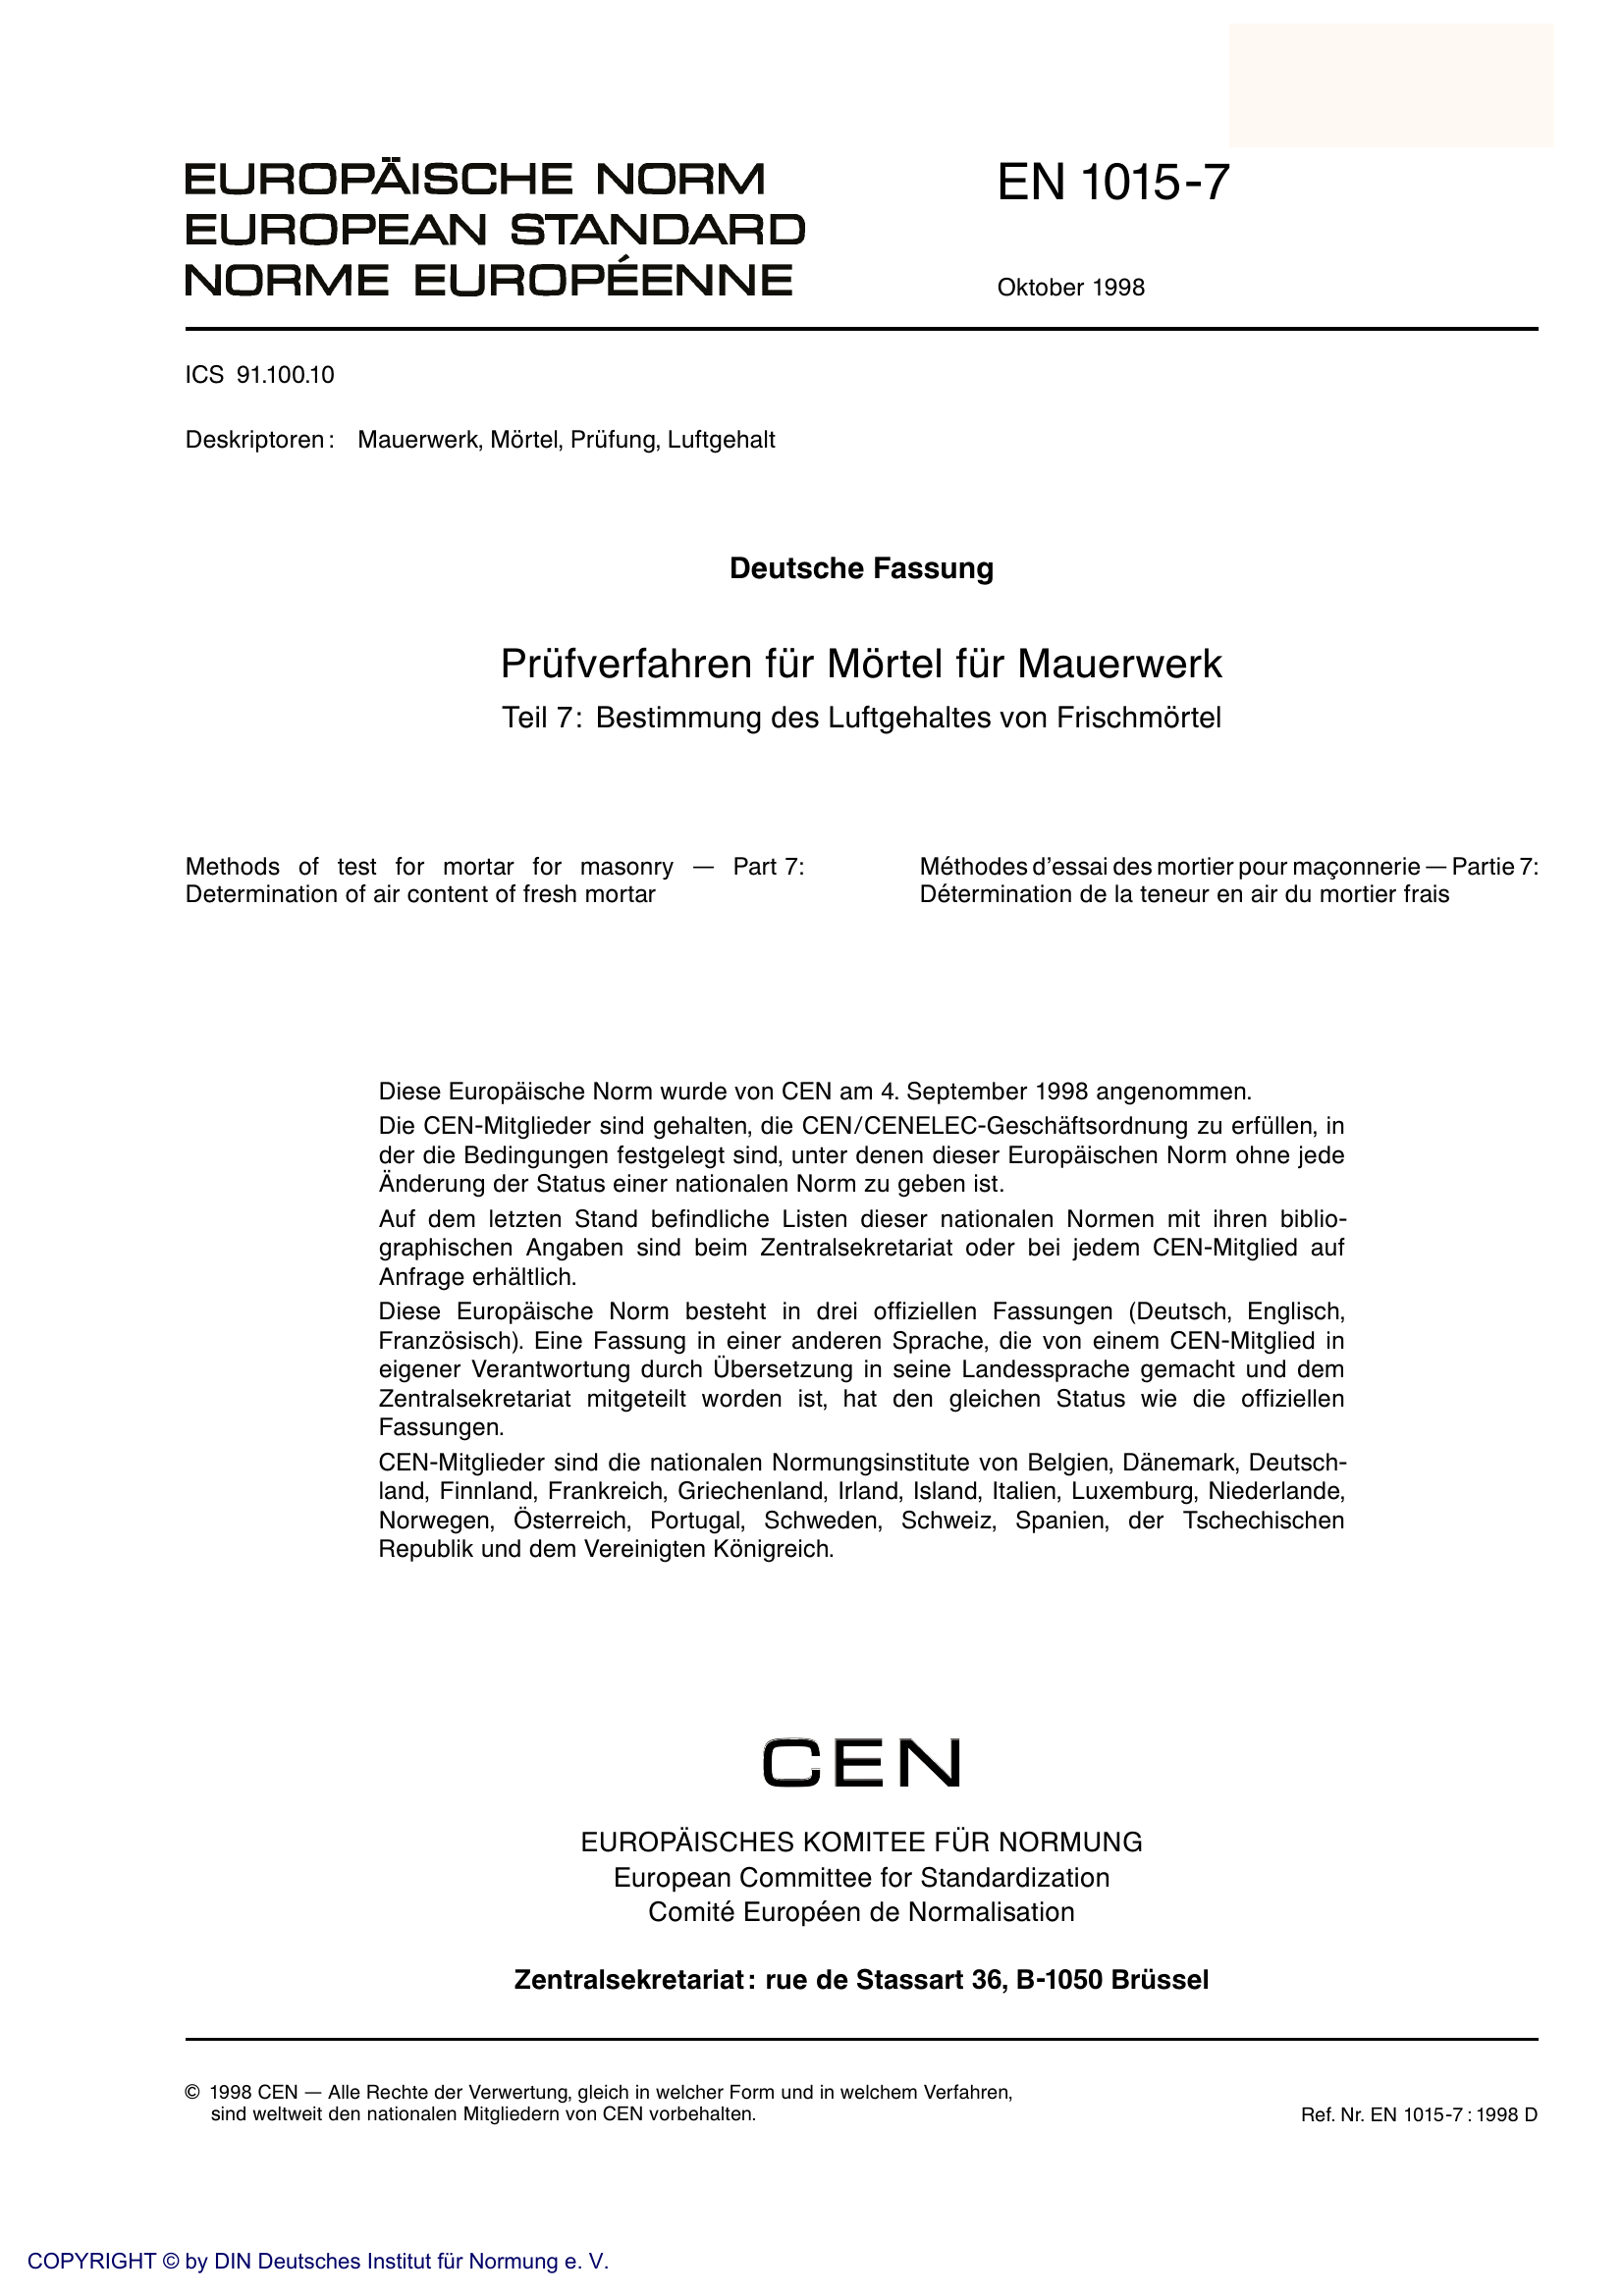 EUROPÄISCHE NORM
EUROPEAN STANDARD
NORME EUROPÉENNE
EN 1015-7
Oktober 1998
ICS 91.100.10
Deskriptoren: Mauerwerk, Mörtel, Prüfung, Luftgehalt
Deutsche Fassung
Prüfverfahren für Mörtel für Mauerwerk
Teil 7: Bestimmung des Luftgehaltes von Frischmörtel
Methods of test for mortar for masonry — Part 7:
Determination of air content of fresh mortar
Méthodes d'essai des mortier pour maçonnerie — Partie 7:
Détermination de la teneur en air du mortier frais
Diese Europäische Norm wurde von CEN am 4. September 1998 angenommen.
Die CEN-Mitglieder sind gehalten, die CEN/CENELEC-Geschäftsordnung zu erfüllen, in
der die Bedingungen festgelegt sind, unter denen dieser Europäischen Norm ohne jede
Änderung der Status einer nationalen Norm zu geben ist.
Auf dem letzten Stand befindliche Listen dieser nationalen Normen mit ihren biblio-
graphischen Angaben sind beim Zentralsekretariat oder bei jedem CEN-Mitglied auf
Anfrage erhältlich.
Diese Europäische Norm besteht in drei offiziellen Fassungen (Deutsch, Englisch,
Französisch). Eine Fassung in einer anderen Sprache, die von einem CEN-Mitglied in
eigener Verantwortung durch Übersetzung in seine Landessprache gemacht und dem
Zentralsekretariat mitgeteilt worden ist, hat den gleichen Status wie die offiziellen
Fassungen.
CEN-Mitglieder sind die nationalen Normungsinstitute von Belgien, Dänemark, Deutsch-
land, Finnland, Frankreich, Griechenland, Irland, Island, Italien, Luxemburg, Niederlande,
Norwegen, Österreich, Portugal, Schweden, Schweiz, Spanien, der Tschechischen
Republik und dem Vereinigten Königreich.
CEN
EUROPÄISCHES KOMITEE FÜR NORMUNG
European Committee for Standardization
Comité Européen de Normalisation
Zentralsekretariat: rue de Stassart 36, B-1050 Brüssel
© 1998 CEN — Alle Rechte der Verwertung, gleich in welcher Form und in welchem Verfahren,
sind weltweit den nationalen Mitgliedern von CEN vorbehalten.
Ref. Nr. EN 1015-7 : 1998 D
COPYRIGHT © by DIN Deutsches Institut für Normung e. V.